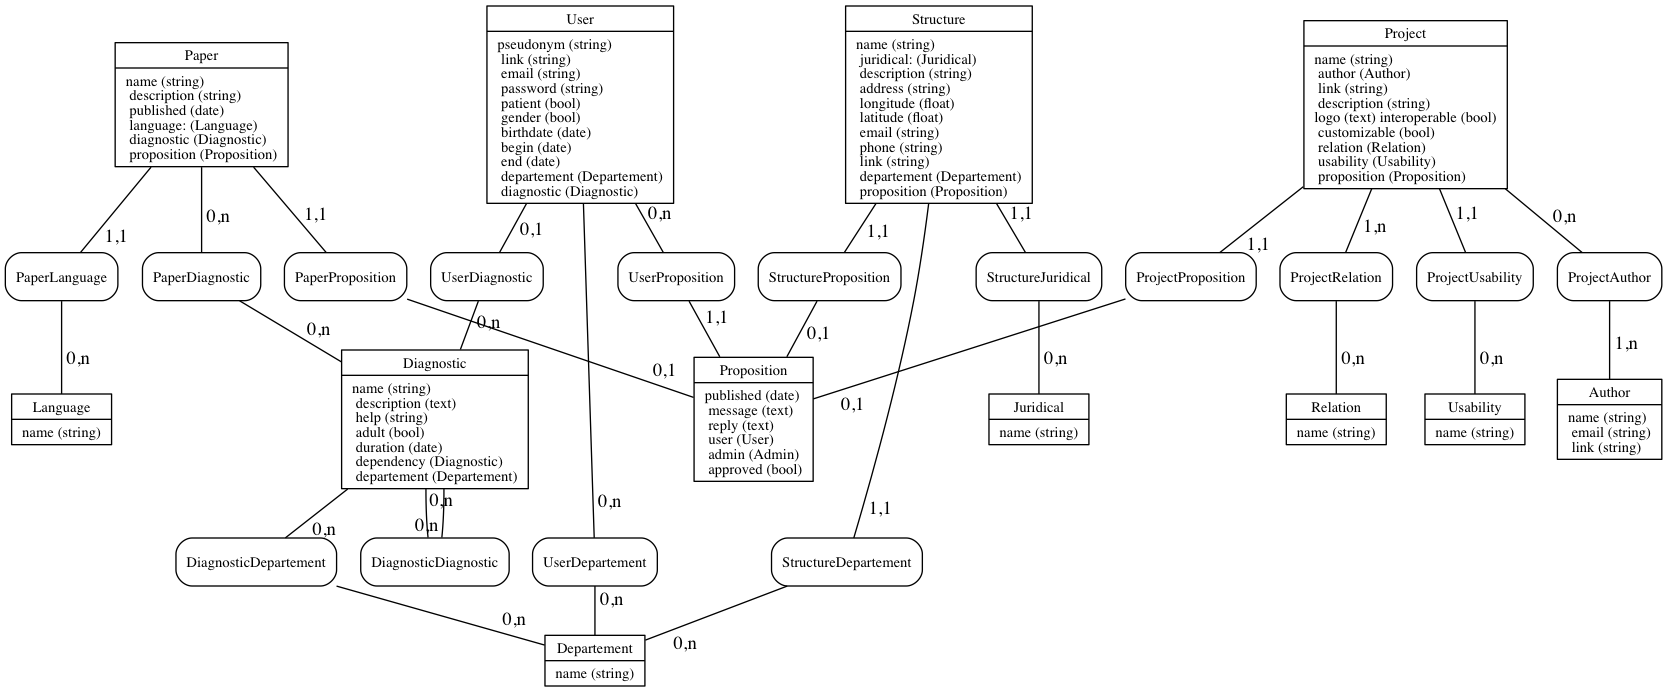 Paper
name (string)
description (string)
published (date)
language: (Language)
diagnostic (Diagnostic)
proposition (Proposition)
User
pseudonym (string)
link (string)
email (string)
password (string)
patient (bool)
gender (bool)
birthdate (date)
begin (date)
end (date)
departement (Departement)
diagnostic (Diagnostic)
Structure
name (string)
juridical: (Juridical)
description (string)
address (string)
longitude (float)
latitude (float)
email (string)
phone (string)
link (string)
departement (Departement)
proposition (Proposition)
Project
name (string)
author (Author)
link (string)
description (string)
logo (text) interoperable (bool)
customizable (bool)
relation (Relation)
usability (Usability)
proposition (Proposition)
1,1
0,n
1,1
0,1
0,n
1,1
1,1
1,1
1,n
1,1
0,n
PaperLanguage
PaperDiagnostic
PaperProposition
UserDiagnostic
UserProposition
StructureProposition
StructureJuridical
ProjectProposition
ProjectRelation
ProjectUsability
ProjectAuthor
0,n
0,n
0,n
0,1
1,1
0,1
0,n
0,1
0,n
0,n
1,n
Language
name (string)
Diagnostic
name (string)
description (text)
help (string)
adult (bool)
duration (date)
dependency (Diagnostic)
departement (Departement)
Proposition
published (date)
message (text)
reply (text)
user (User)
admin (Admin)
approved (bool)
Juridical
name (string)
Relation
name (string)
Usability
name (string)
Author
name (string)
email (string)
link (string)
0,n
0,n
0,n
0,n
1,1
DiagnosticDepartement
DiagnosticDiagnostic
UserDepartement
StructureDepartement
0,n
0,n
0,n
Departement
name (string)